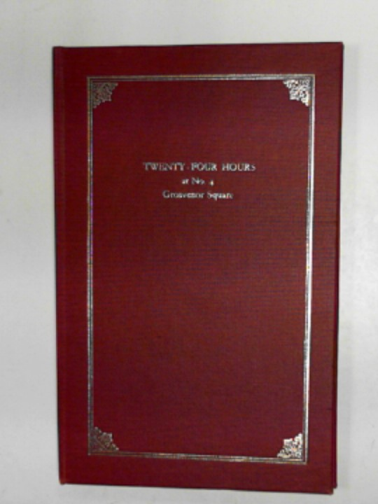 TWENTY-FOUR HOURS
at No. 4
Grosvenor Square